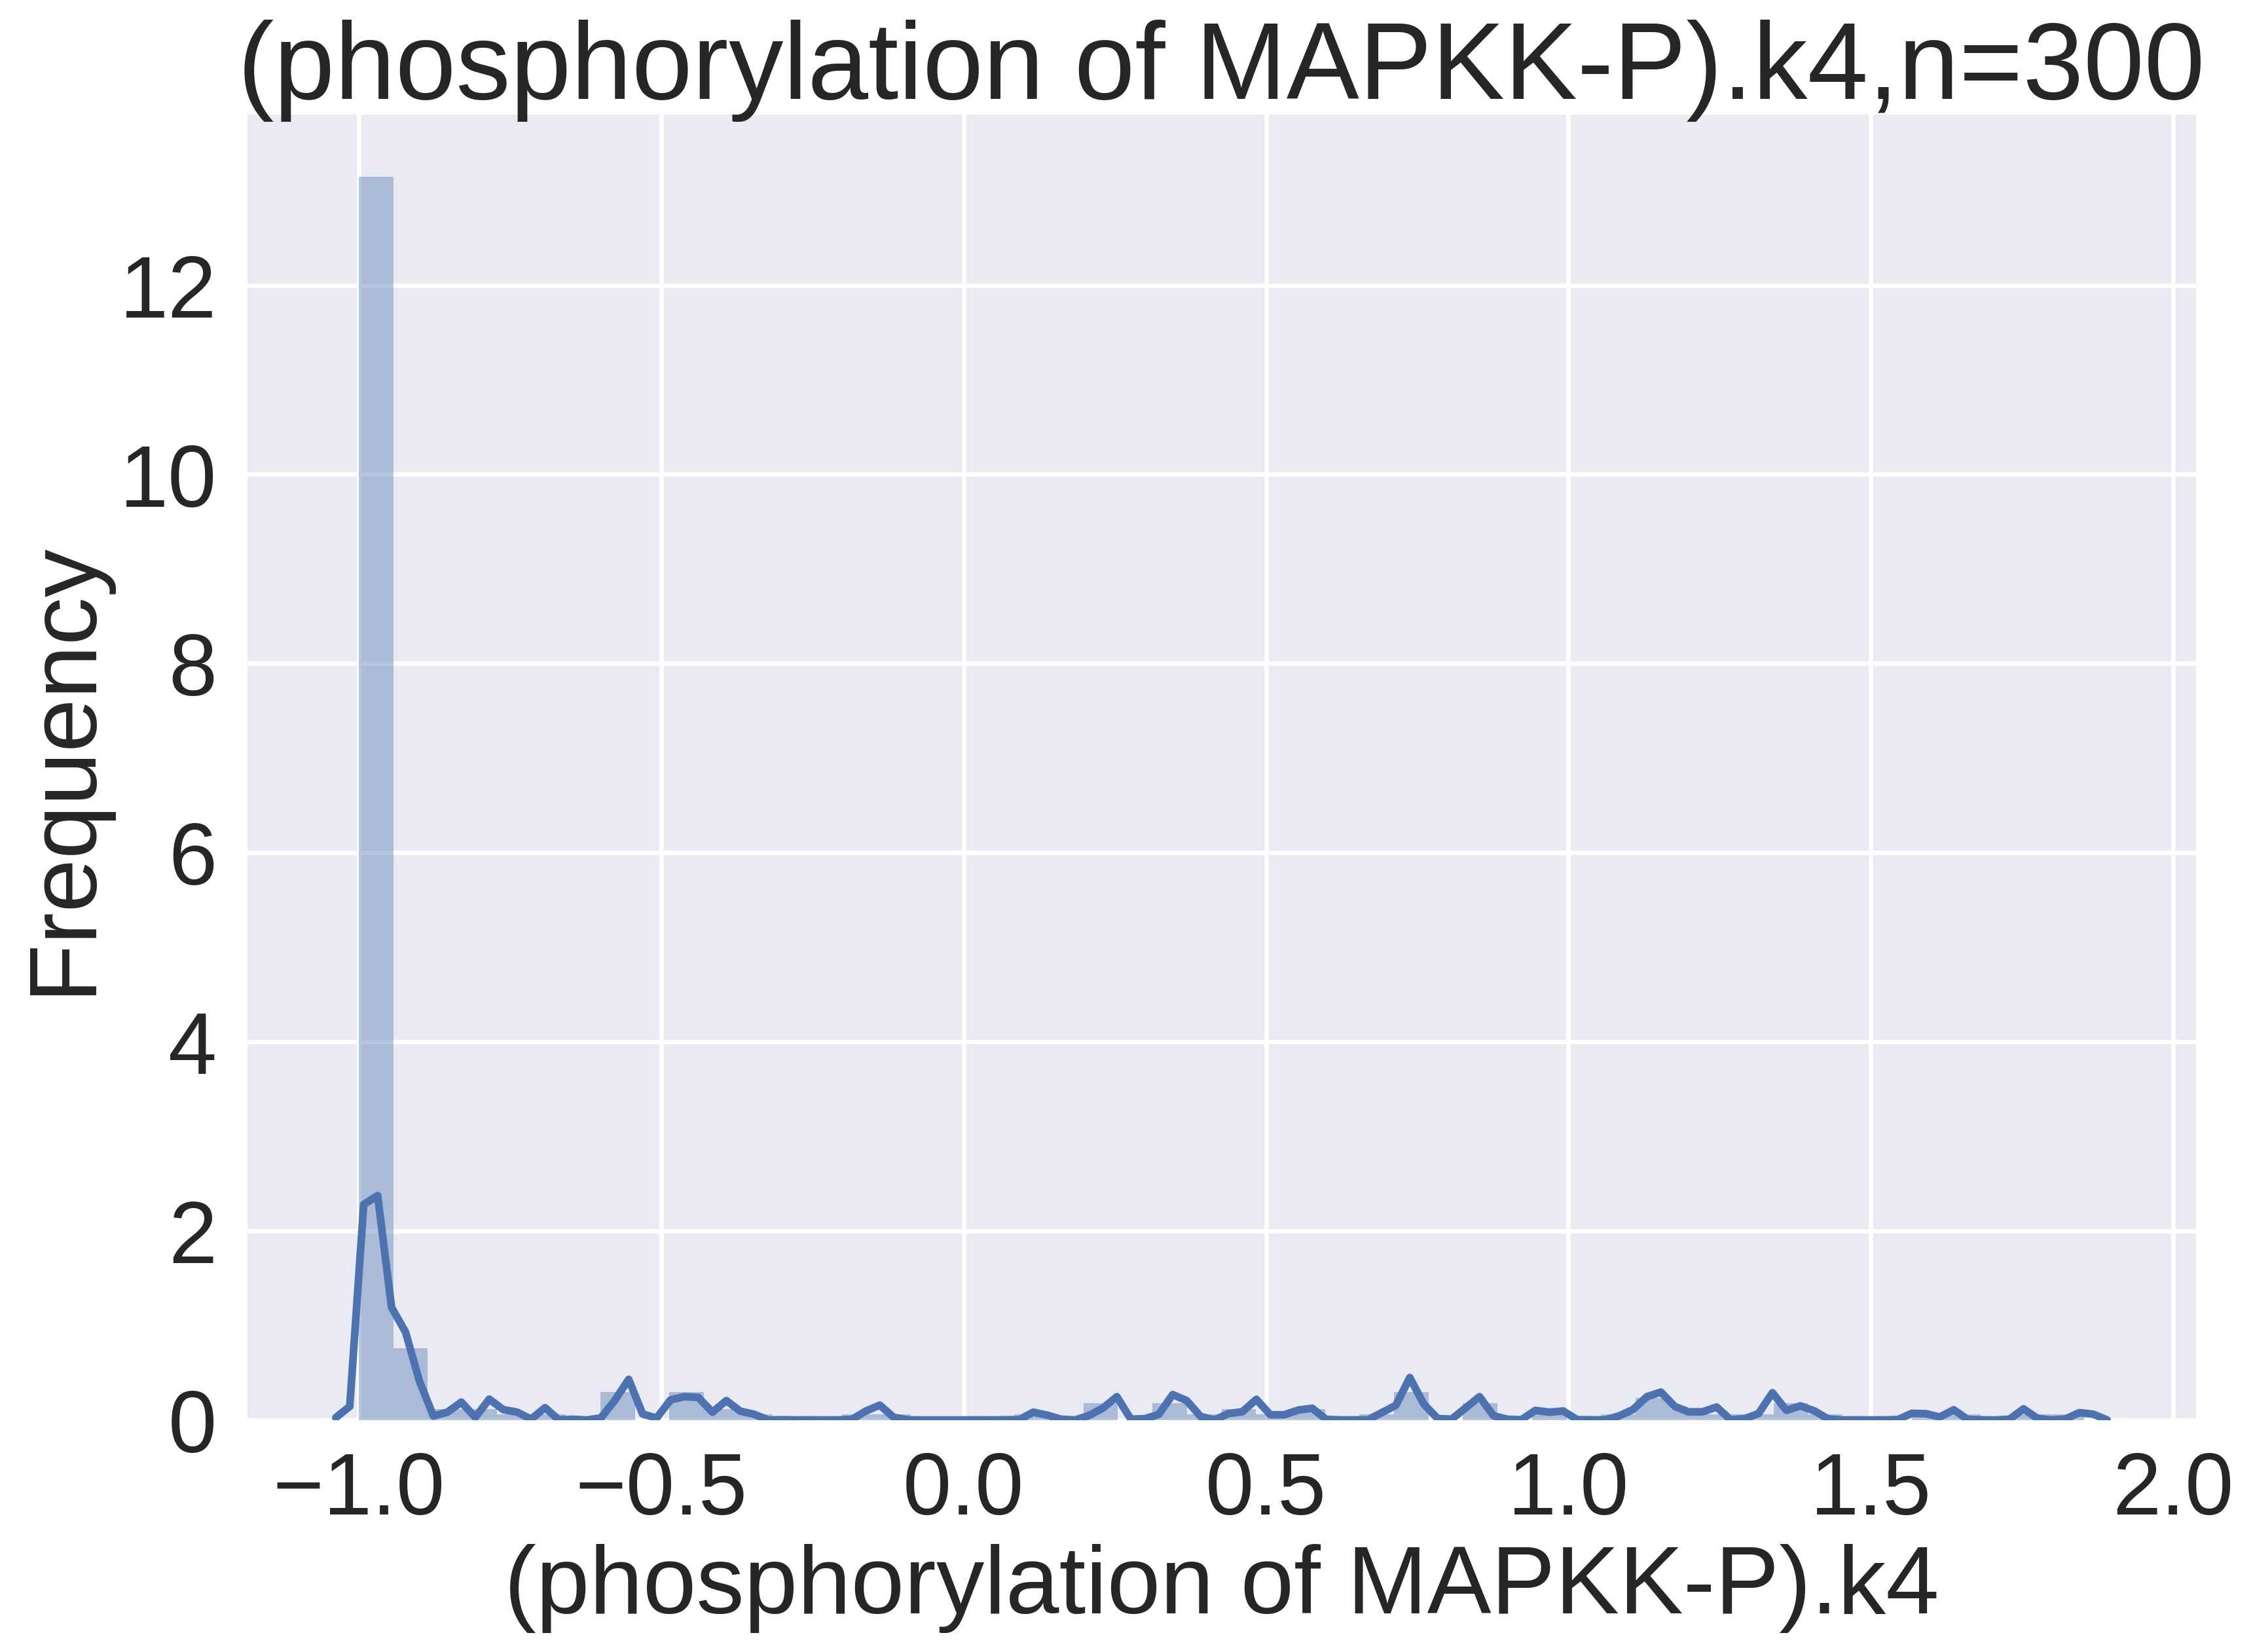 (phosphorylation of MAPKK-P).k4,n=300
12
10
8
6
4
2
0
Frequency
−1.0 −0.5 0.0 0.5 1.0 1.5 2.0
(phosphorylation of MAPKK-P).k4